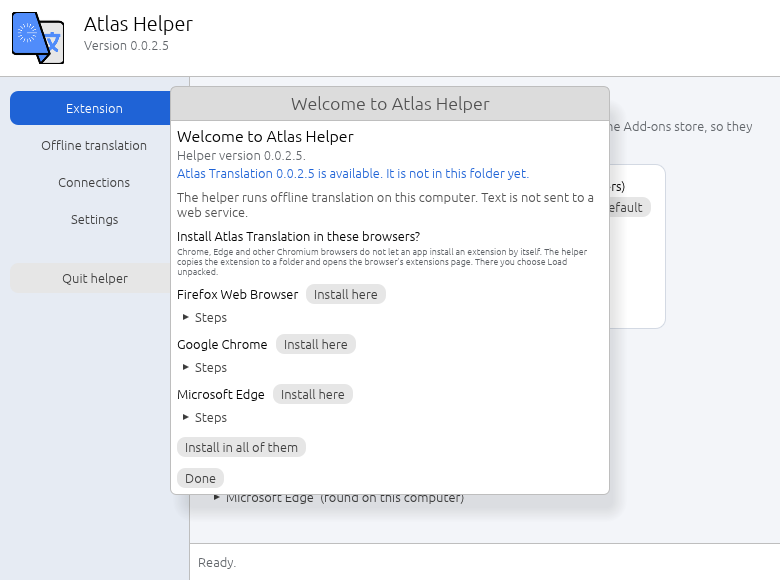 Atlas Helper
Version 0.0.2.5
Extension
Offline translation
Connections
Settings
Quit helper
Welcome to Atlas Helper
Welcome to Atlas Helper
Helper version 0.0.2.5.
Atlas Translation 0.0.2.5 is available. It is not in this folder yet.
The helper runs offline translation on this computer. Text is not sent to a
web service.
Install Atlas Translation in these browsers?
Chrome, Edge and other Chromium browsers do not let an app install an extension by itself. The helper
copies the extension to a folder and opens the browser's extensions page. There you choose Load
unpacked.
Firefox Web Browser Install here
▸ Steps
Google Chrome Install here
▸ Steps
Microsoft Edge Install here
▸ Steps
Install in all of them
Done
Add-ons store, so they
▸ Microsoft Edge (found on this computer)
Ready.